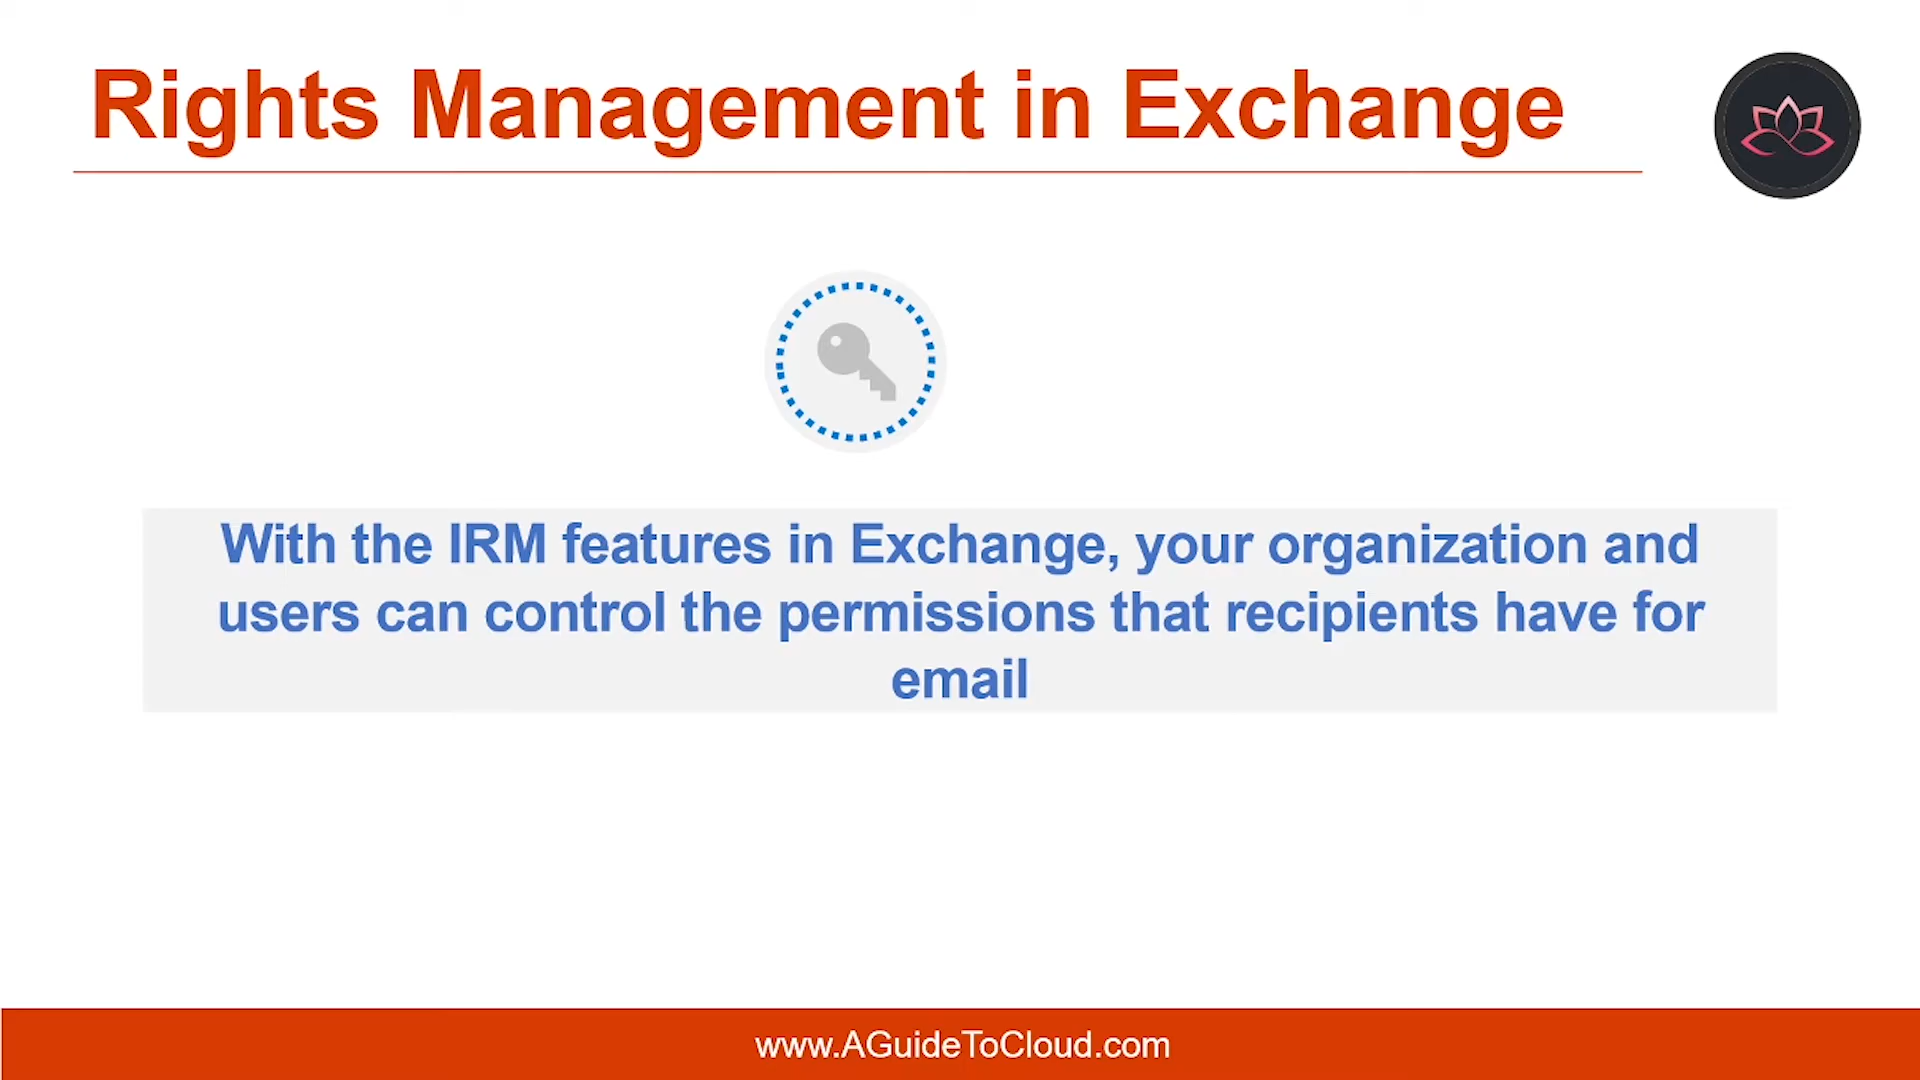 Rights Management in Exchange
With the IRM features in Exchange, your organization and
users can control the permissions that recipients have for
email
www.AGuideToCloud.com